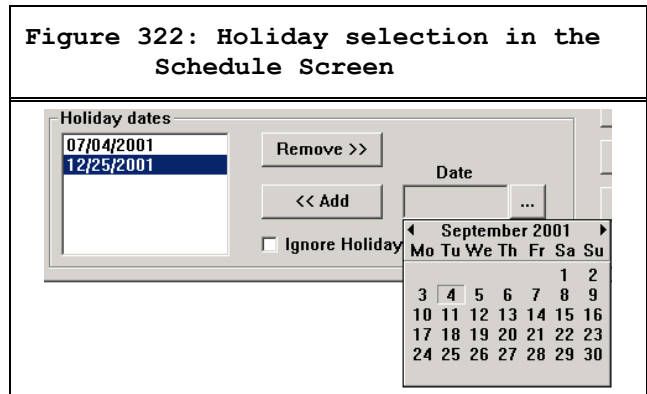 Figure 322: Holiday selection in the
Schedule Screen
Holiday dates
07/04/2001
12/25/2001
Remove >>
Date
<< Add
...
Ignore Holiday
September 2001
Mo Tu We Th Fr Sa Su
1 2
3 4 5 6 7 8 9
10 11 12 13 14 15 16
17 18 19 20 21 22 23
24 25 26 27 28 29 30